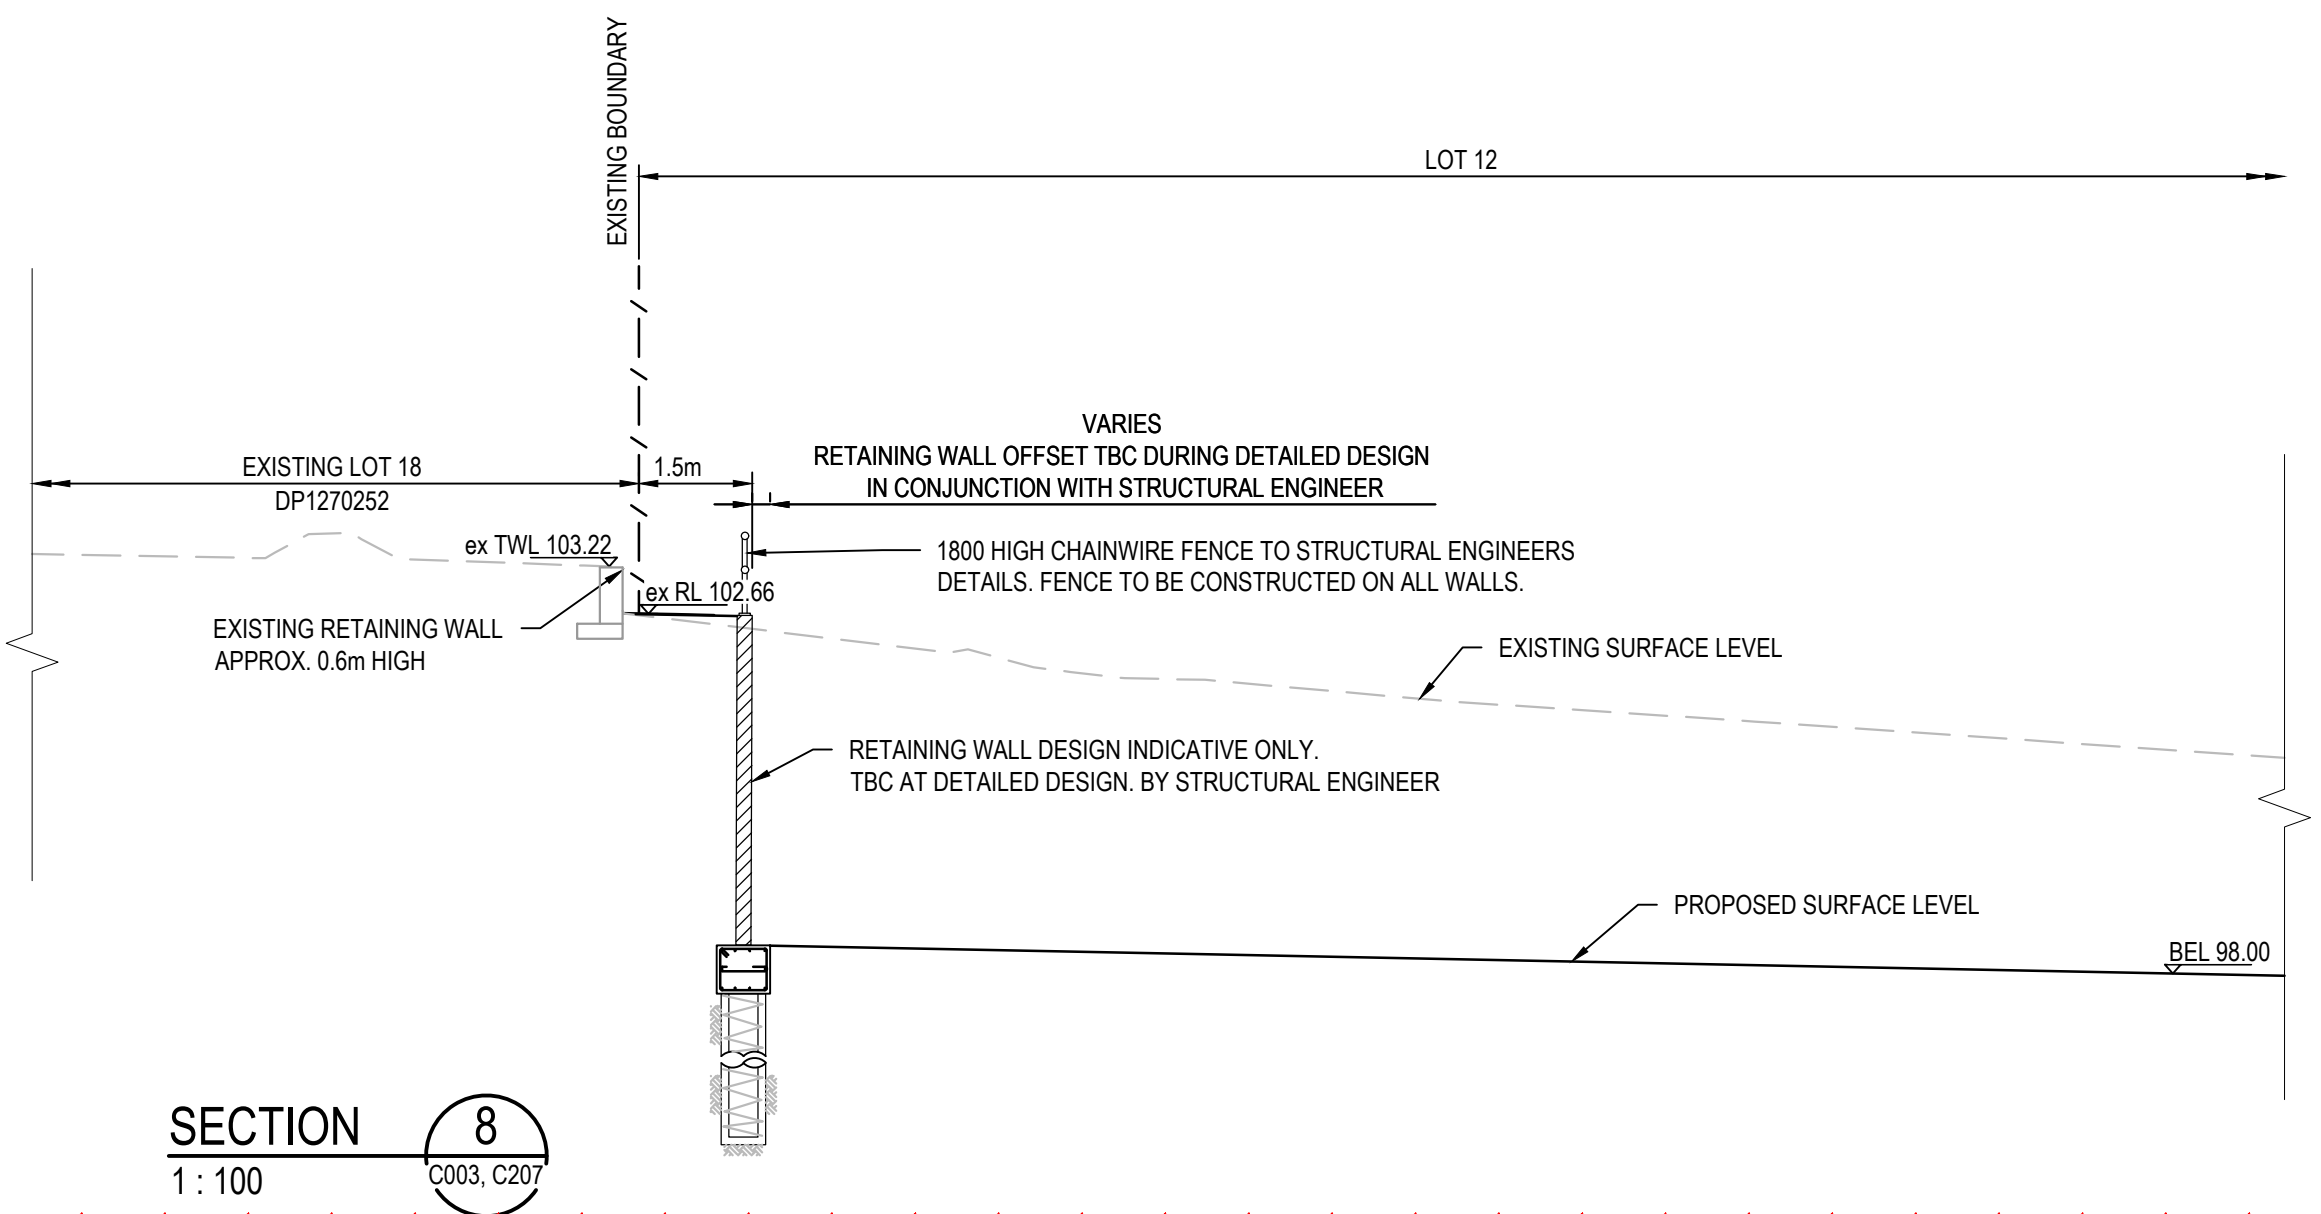 EXISTING BOUNDARY
LOT 12
VARIES
RETAINING WALL OFFSET TBC DURING DETAILED DESIGN
IN CONJUNCTION WITH STRUCTURAL ENGINEER
EXISTING LOT 18
DP1270252
1.5m
ex TWL 103.22
1800 HIGH CHAINWIRE FENCE TO STRUCTURAL ENGINEERS
DETAILS. FENCE TO BE CONSTRUCTED ON ALL WALLS.
ex RL 102.66
EXISTING RETAINING WALL
APPROX. 0.6m HIGH
EXISTING SURFACE LEVEL
RETAINING WALL DESIGN INDICATIVE ONLY.
TBC AT DETAILED DESIGN. BY STRUCTURAL ENGINEER
PROPOSED SURFACE LEVEL
BEL 98.00
SECTION
8
1 : 100
C003, C207